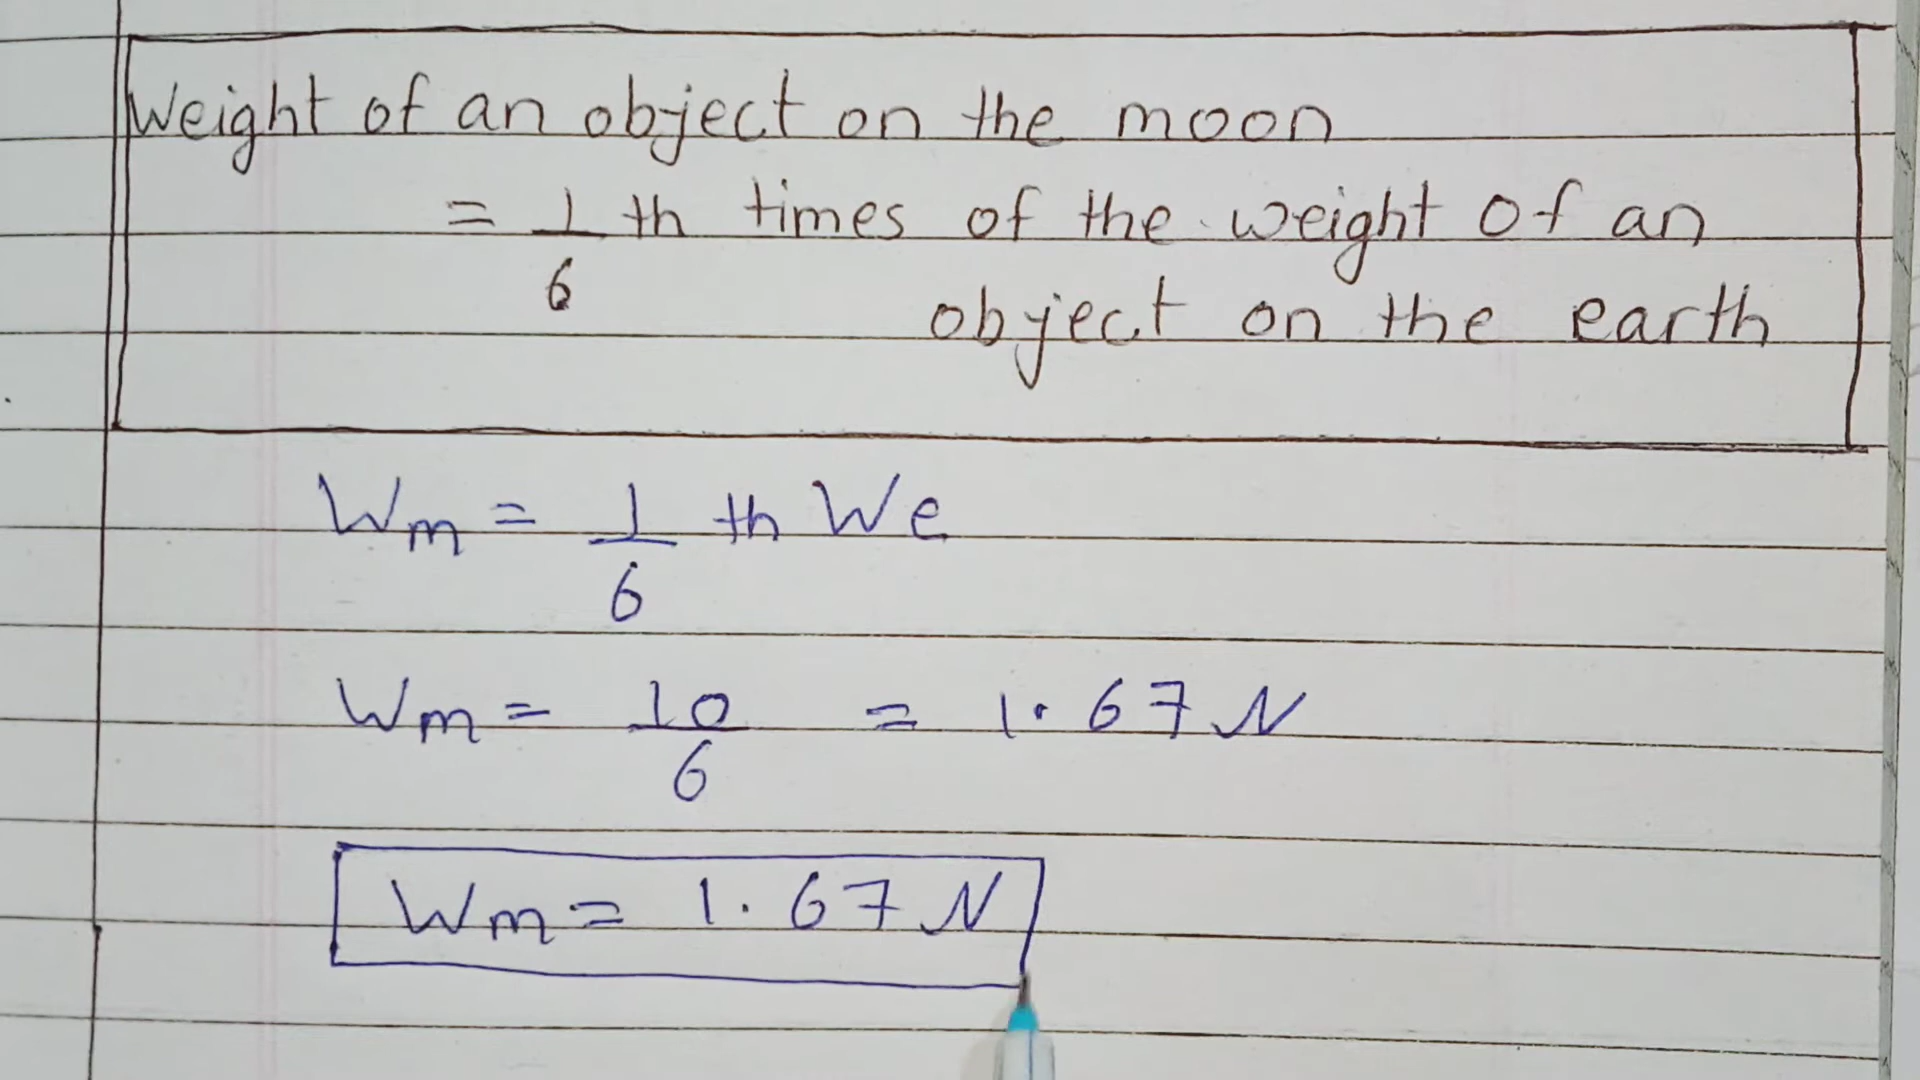 Weight of an object on the moon
= 1/6 th times of the weight of an
object on the earth
Wm = 1/6 th We
Wm = 10/6 = 1.67 N
Wm = 1.67 N